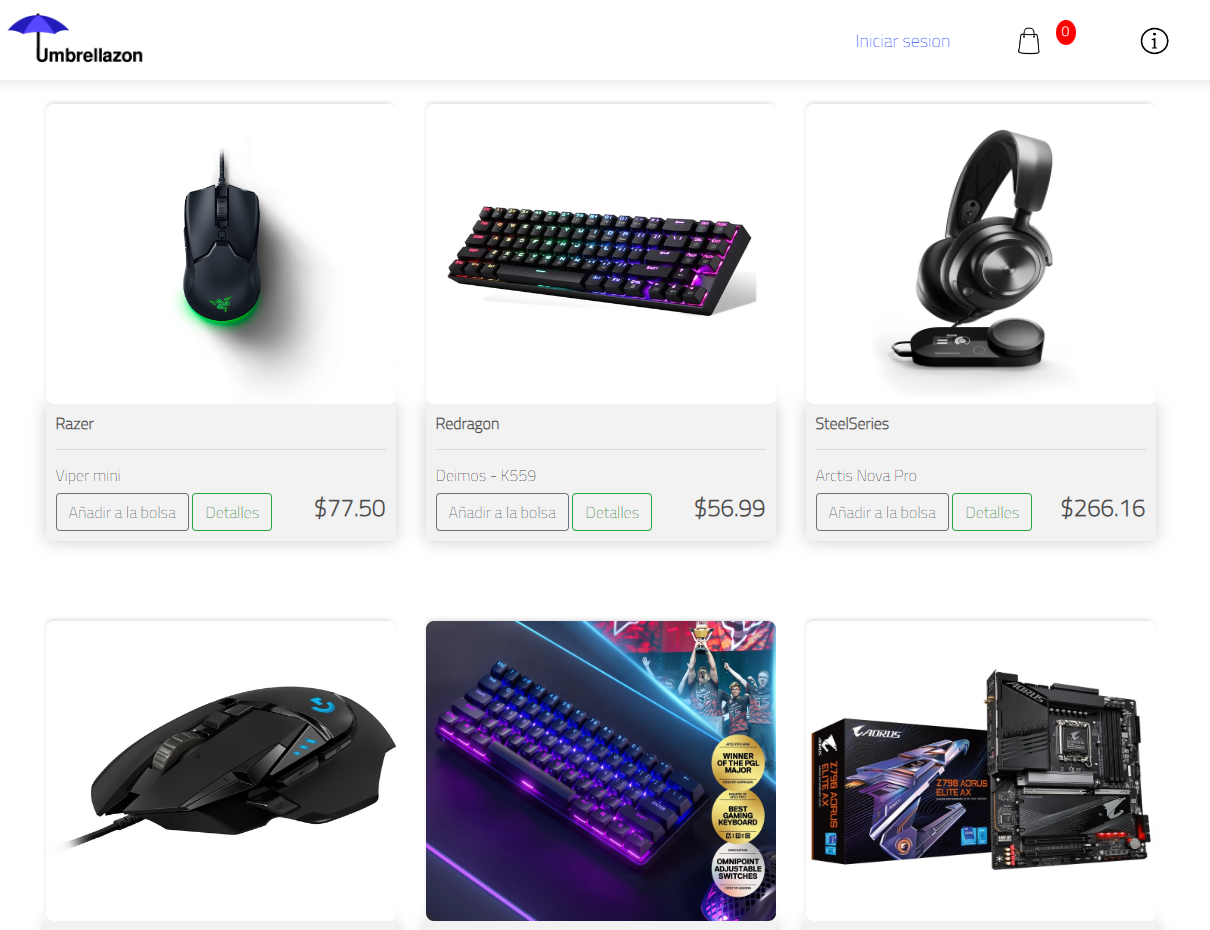 Umbrellazon
Iniciar sesion
0
Razer
Viper mini
Añadir a la bolsa
Detalles
$77.50
Redragon
Deimos - K559
Añadir a la bolsa
Detalles
$56.99
SteelSeries
Arctis Nova Pro
Añadir a la bolsa
Detalles
$266.16
WINNER
OF THE PGL
MAJOR
BEST
GAMING
KEYBOARD
OMNIPOINT
ADJUSTABLE
SWITCHES
AORUS
Z790 AORUS
ELITE AX
Z790 AORUS
ELITE AX
AORUS